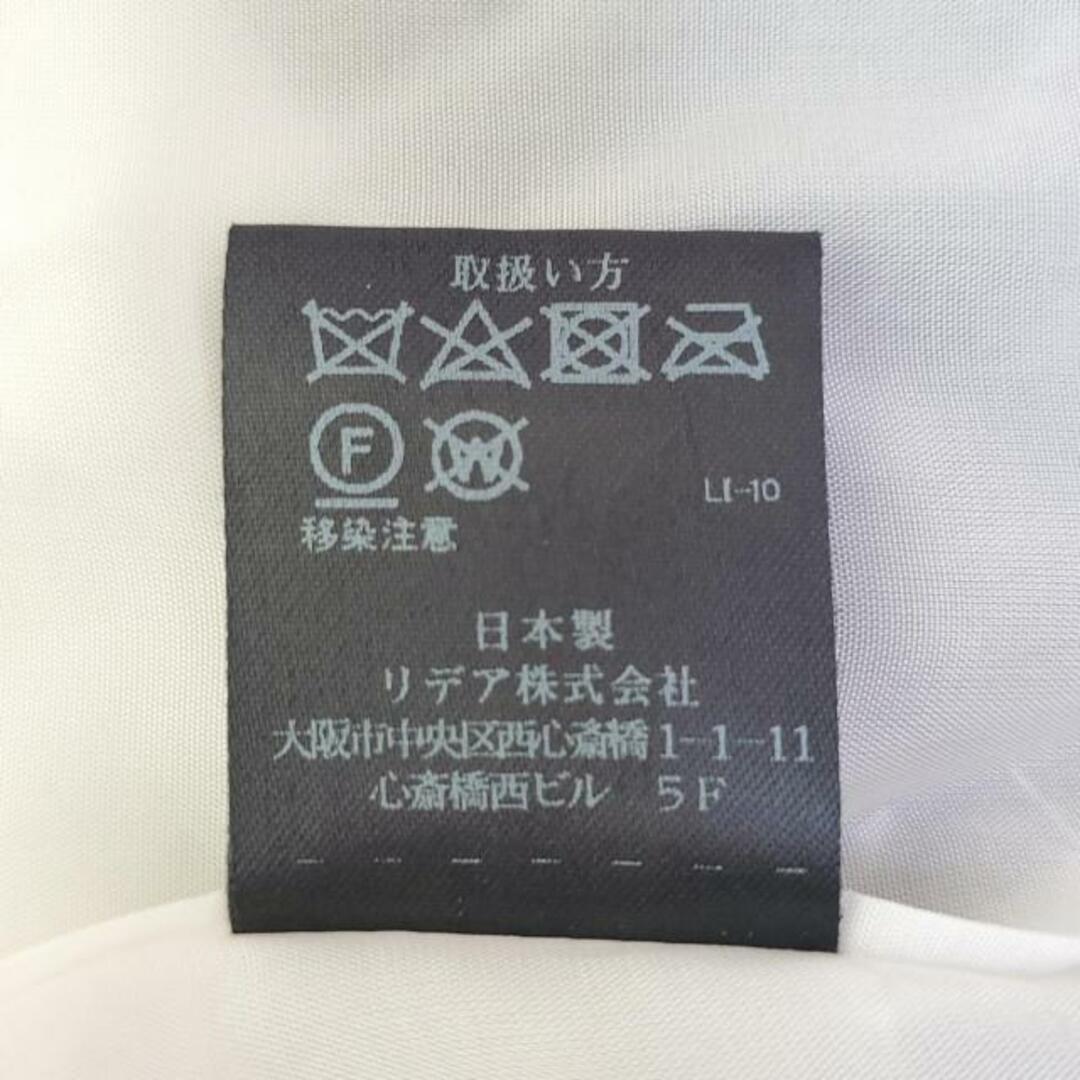 取扱い方
F W
LI-10
移染注意
日本製
リデア株式会社
大阪市中央区西心斎橋1-1-11
心斎橋西ビル 5F